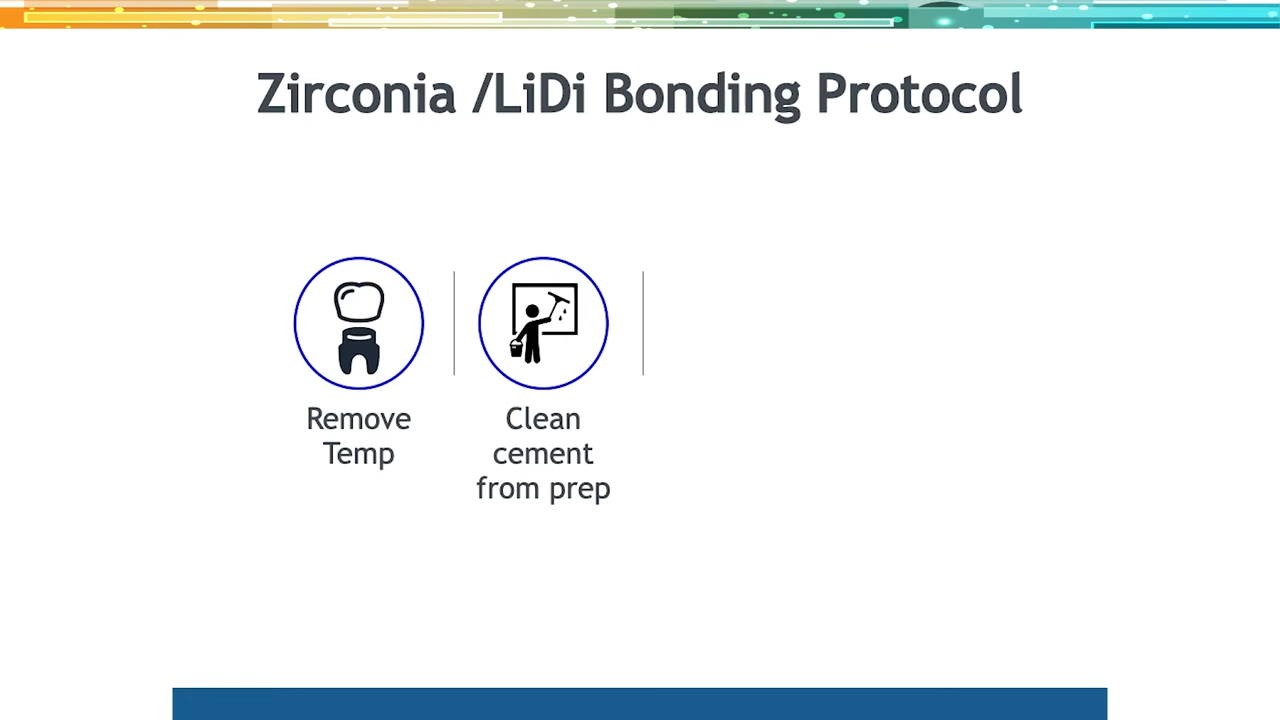 Zirconia /LiDi Bonding Protocol
Remove
Temp
Clean
cement
from prep